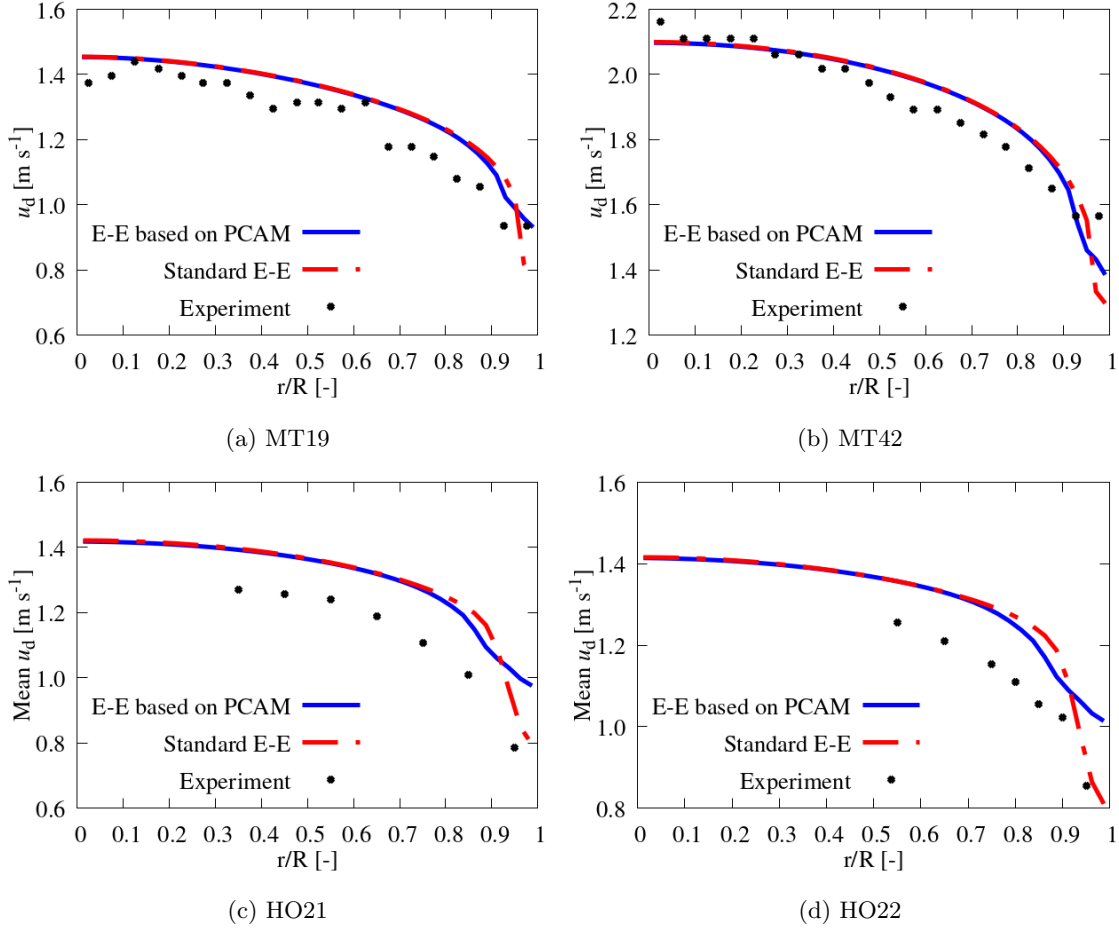 1.6
1.4
1.2
1.0
0.8
0.6
u_d [m s⁻¹]
E-E based on PCAM
Standard E-E
Experiment
0 0.1 0.2 0.3 0.4 0.5 0.6 0.7 0.8 0.9 1
r/R [-]
(a) MT19
2.2
2.0
1.8
1.6
1.4
1.2
u_d [m s⁻¹]
E-E based on PCAM
Standard E-E
Experiment
0 0.1 0.2 0.3 0.4 0.5 0.6 0.7 0.8 0.9 1
r/R [-]
(b) MT42
1.6
1.4
1.2
1.0
0.8
0.6
Mean u_d [m s⁻¹]
E-E based on PCAM
Standard E-E
Experiment
0 0.1 0.2 0.3 0.4 0.5 0.6 0.7 0.8 0.9 1
r/R [-]
(c) HO21
1.6
1.4
1.2
1.0
0.8
Mean u_d [m s⁻¹]
E-E based on PCAM
Standard E-E
Experiment
0 0.1 0.2 0.3 0.4 0.5 0.6 0.7 0.8 0.9 1
r/R [-]
(d) HO22